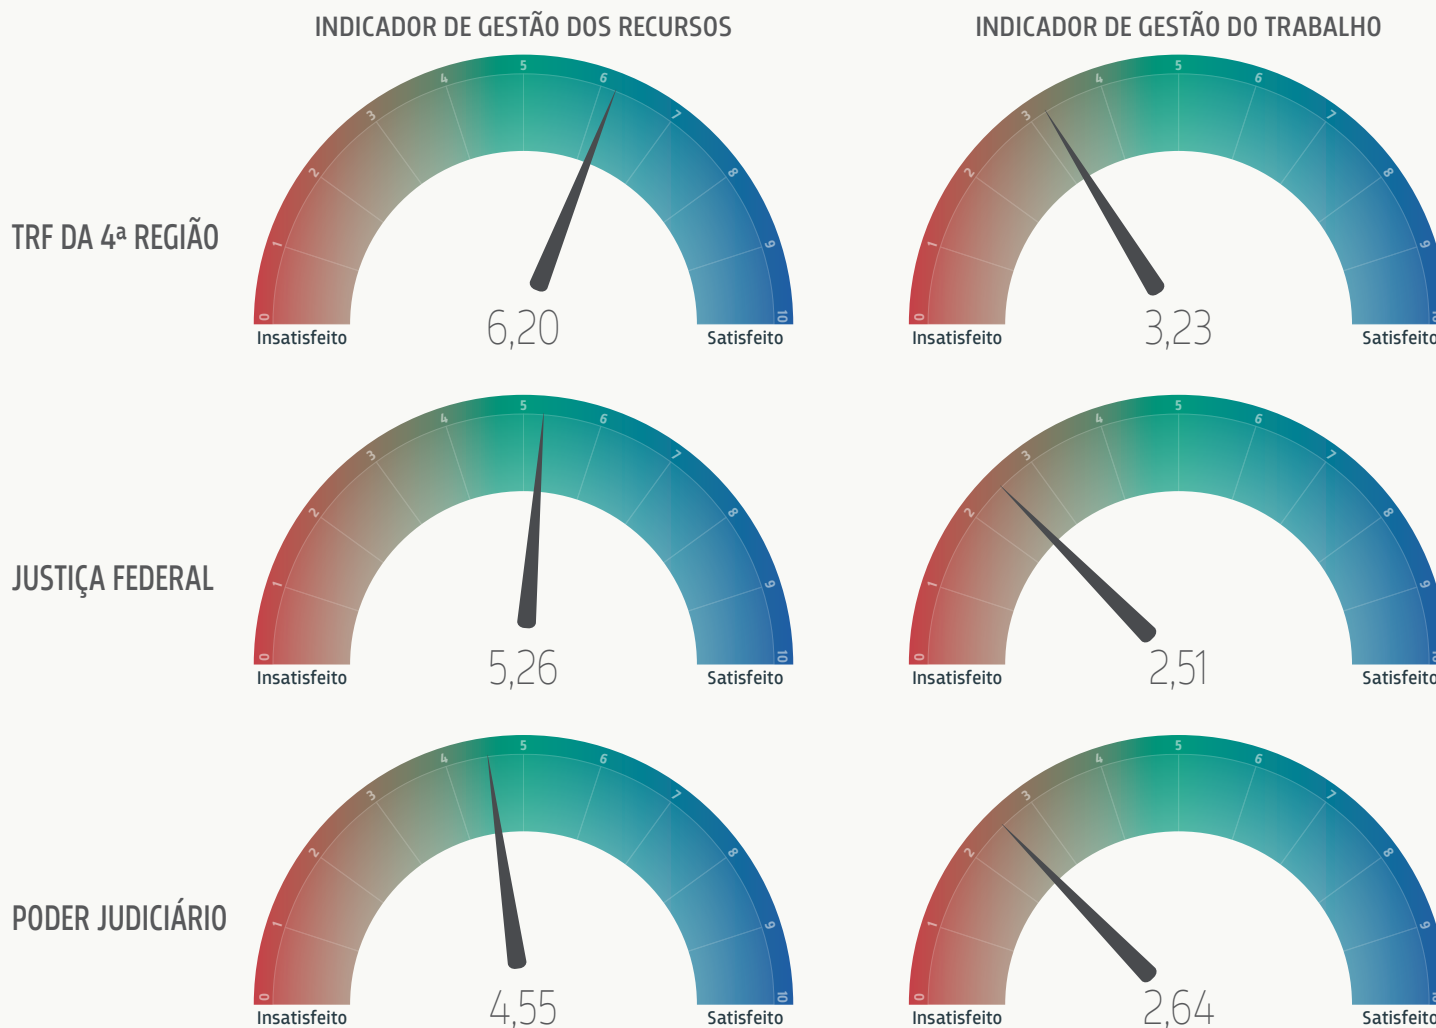 INDICADOR DE GESTÃO DOS RECURSOS
INDICADOR DE GESTÃO DO TRABALHO
TRF DA 4ª REGIÃO
0 1 2 3 4 5 6 7 8 9 10
Insatisfeito 6,20 Satisfeito
0 1 2 3 4 5 6 7 8 9
Insatisfeito 3,23 Satisfeito
JUSTIÇA FEDERAL
0 1 2 3 4 5 6 7 8 9 10
Insatisfeito 5,26 Satisfeito
0 1 2 3 4 5 6 7 8 9
Insatisfeito 2,51 Satisfeito
PODER JUDICIÁRIO
0 1 2 3 4 5 6 7 8 9 10
Insatisfeito 4,55 Satisfeito
0 1 2 3 4 5 6 7 8 9
Insatisfeito 2,64 Satisfeito